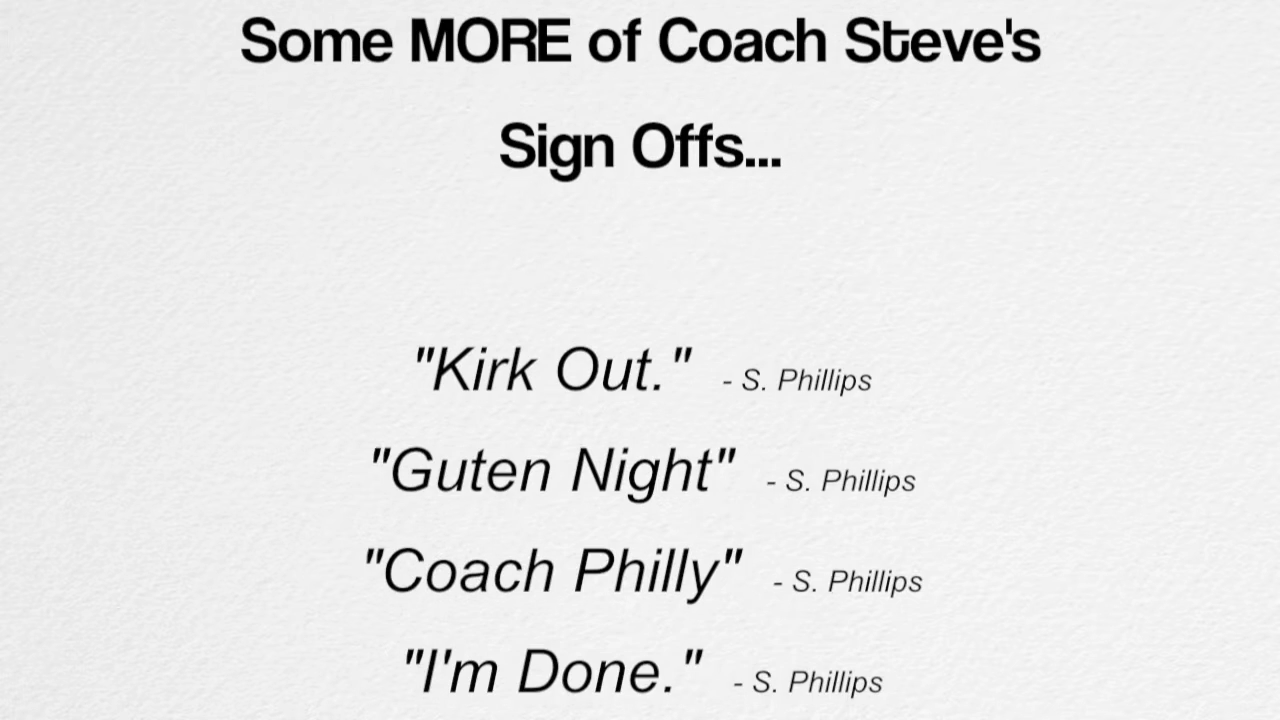 Some MORE of Coach Steve's
Sign Offs...
"Kirk Out." - S. Phillips
"Guten Night" - S. Phillips
"Coach Philly" - S. Phillips
"I'm Done." - S. Phillips